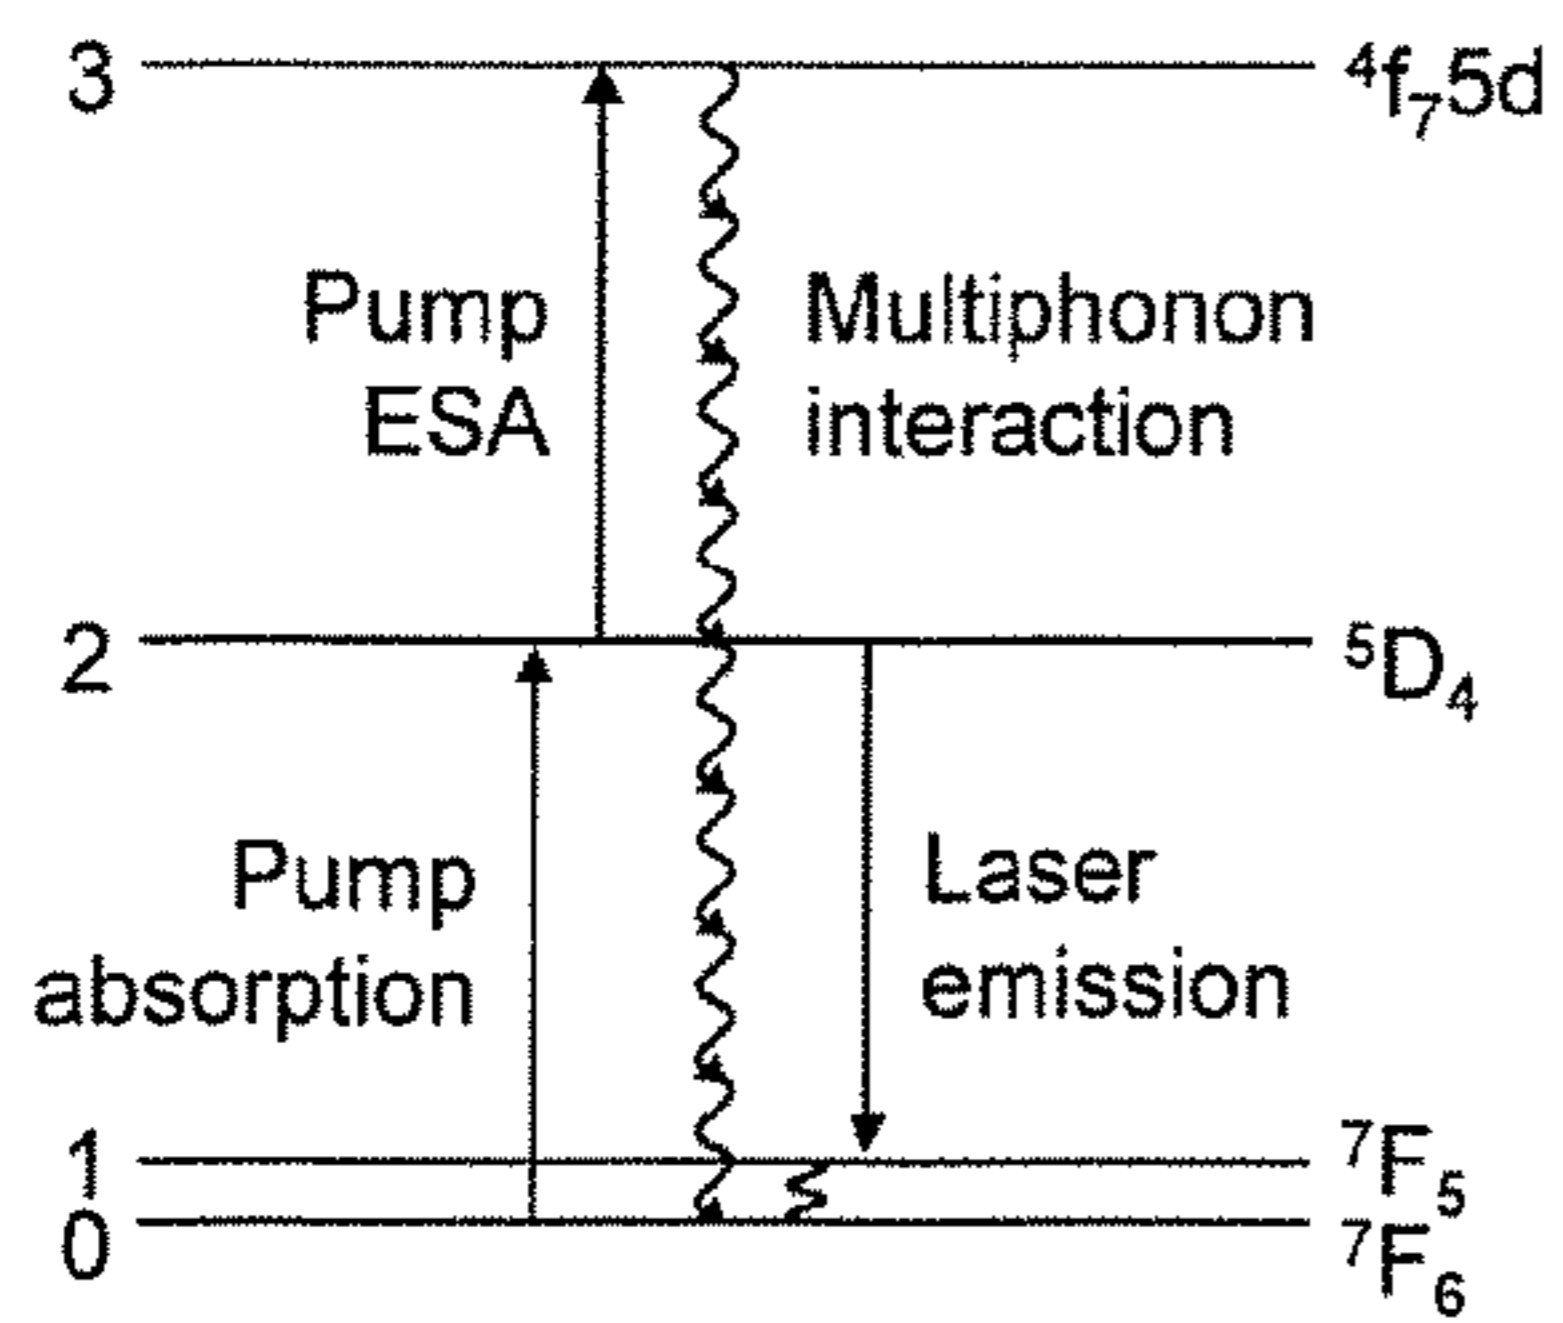 3 ⁴f₇5d
Pump
ESA
Multiphonon
interaction
2 ⁵D₄
Pump
absorption
Laser
emission
1 ⁷F₅
0 ⁷F₆